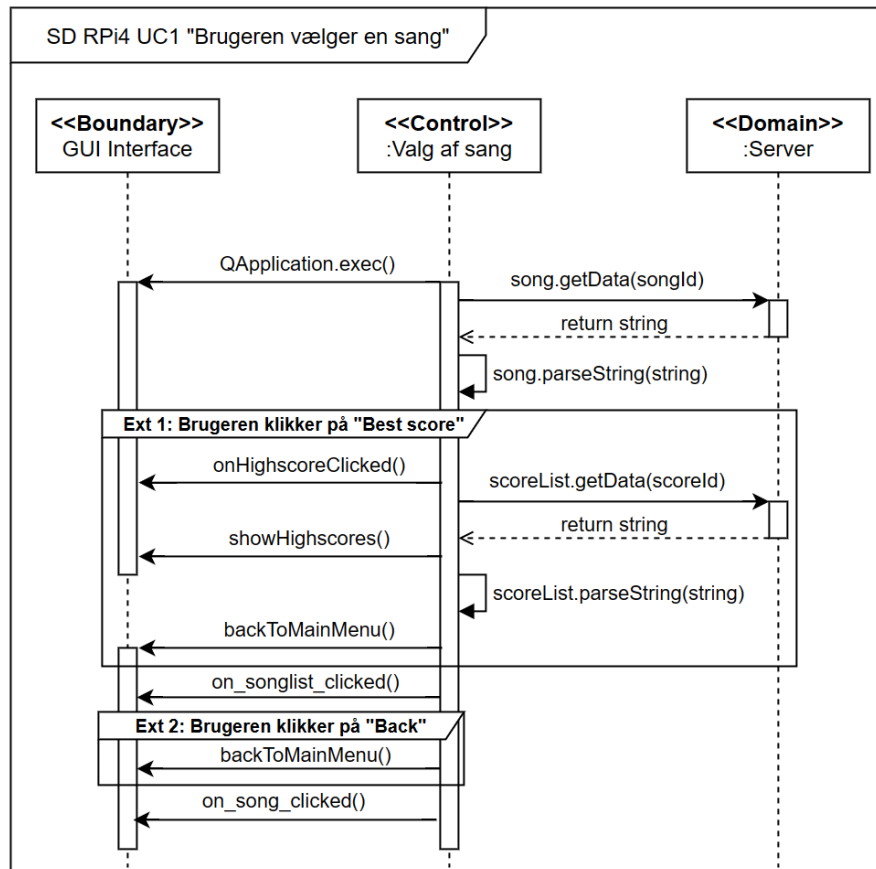 SD RPi4 UC1 "Brugeren vælger en sang"
<<Boundary>>
GUI Interface
<<Control>>
:Valg af sang
<<Domain>>
:Server
QApplication.exec()
song.getData(songId)
return string
song.parseString(string)
Ext 1: Brugeren klikker på "Best score"
onHighscoreClicked()
scoreList.getData(scoreId)
return string
showHighscores()
scoreList.parseString(string)
backToMainMenu()
on_songlist_clicked()
Ext 2: Brugeren klikker på "Back"
backToMainMenu()
on_song_clicked()